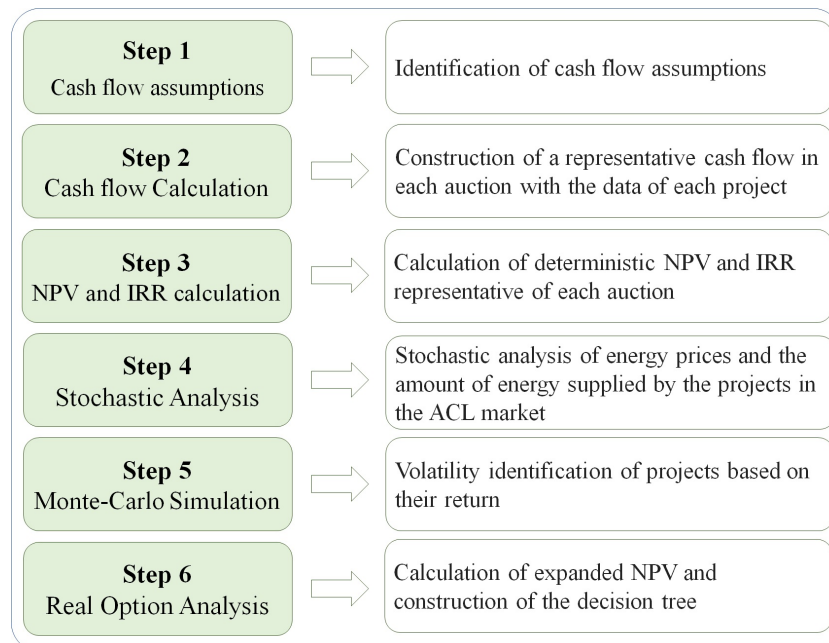 Step 1
Cash flow assumptions
Identification of cash flow assumptions
Step 2
Cash flow Calculation
Construction of a representative cash flow in
each auction with the data of each project
Step 3
NPV and IRR calculation
Calculation of deterministic NPV and IRR
representative of each auction
Step 4
Stochastic Analysis
Stochastic analysis of energy prices and the
amount of energy supplied by the projects in
the ACL market
Step 5
Monte-Carlo Simulation
Volatility identification of projects based on
their return
Step 6
Real Option Analysis
Calculation of expanded NPV and
construction of the decision tree